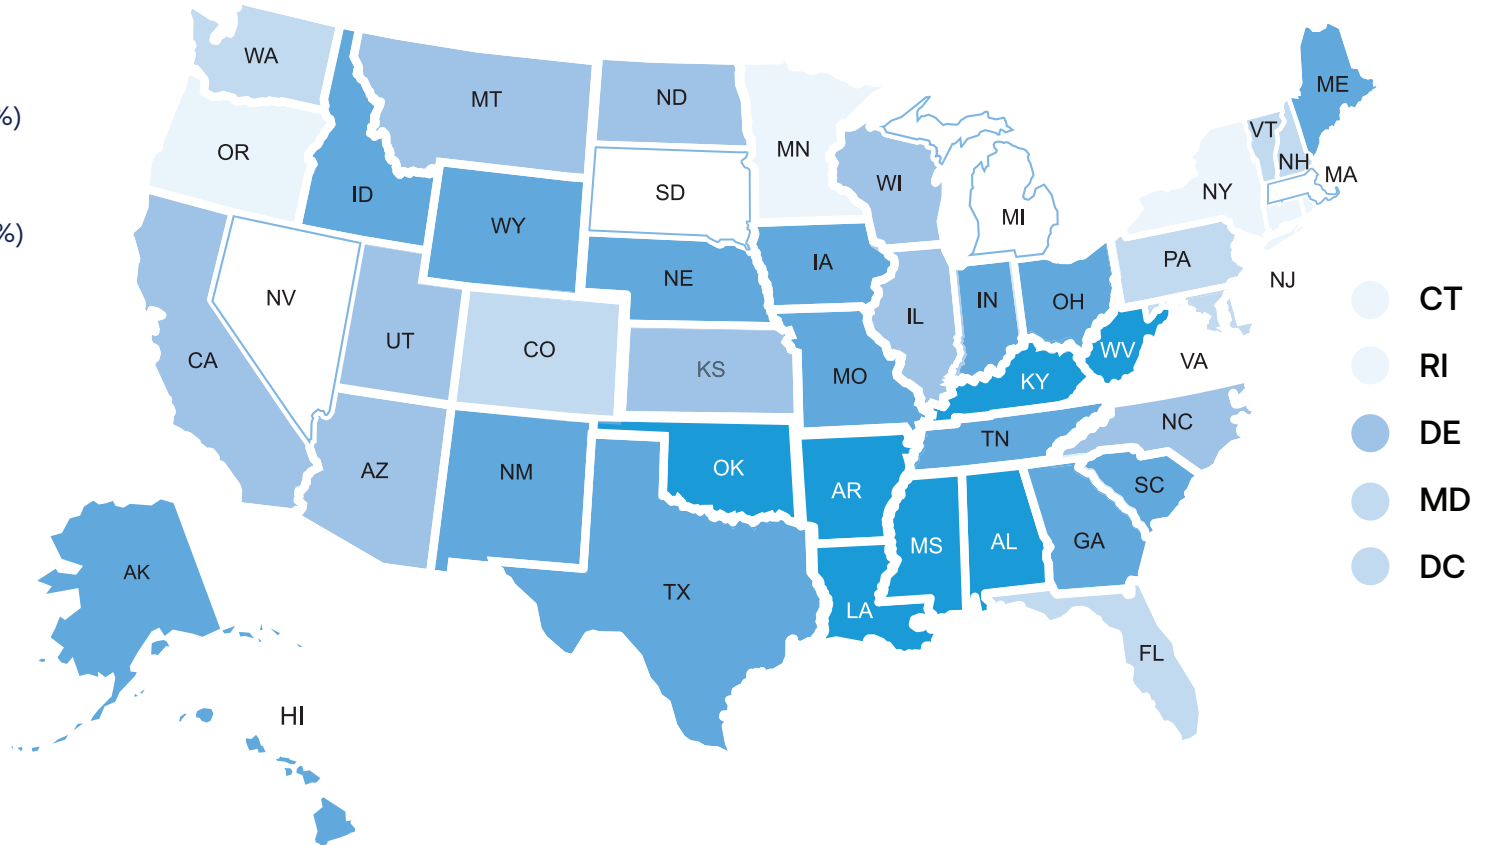 %)
%)
WA
OR
ID
MT
ND
MN
WI
MI
SD
WY
NE
IA
IL
IN
OH
PA
NY
VT
NH
MA
ME
NJ
NV
CA
UT
CO
KS
MO
KY
WV
VA
NC
TN
SC
AZ
NM
OK
AR
MS
AL
GA
TX
LA
FL
AK
HI
CT
RI
DE
MD
DC